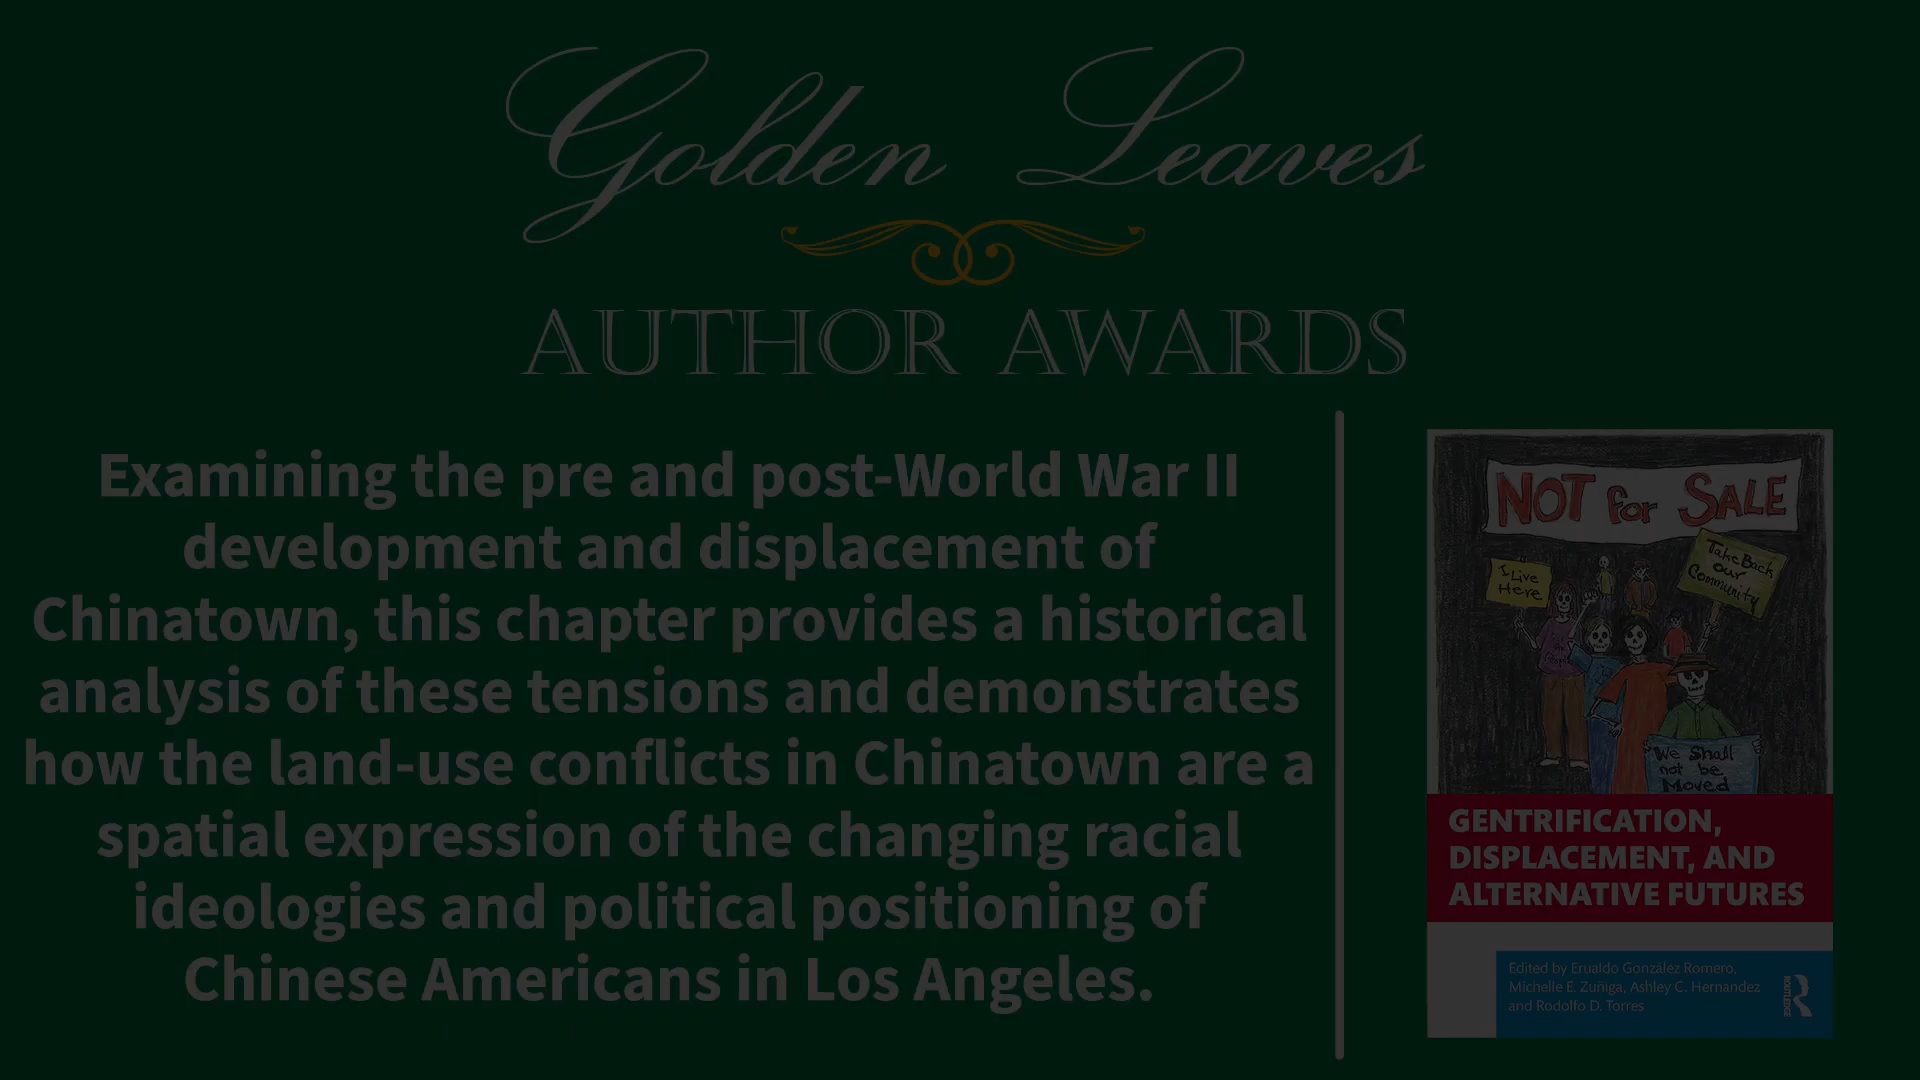 Golden Leaves
AUTHOR AWARDS
Examining the pre and post-World War II
development and displacement of
Chinatown, this chapter provides a historical
analysis of these tensions and demonstrates
how the land-use conflicts in Chinatown are a
spatial expression of the changing racial
ideologies and political positioning of
Chinese Americans in Los Angeles.
NOT for SALE
Take Back
our
Community
I Live
Here
We Shall
not be
Moved
GENTRIFICATION,
DISPLACEMENT, AND
ALTERNATIVE FUTURES
Edited by Erualdo González Romero,
Michelle E. Zuñiga, Ashley C. Hernandez
and Rodolfo D. Torres
ROUTLEDGE